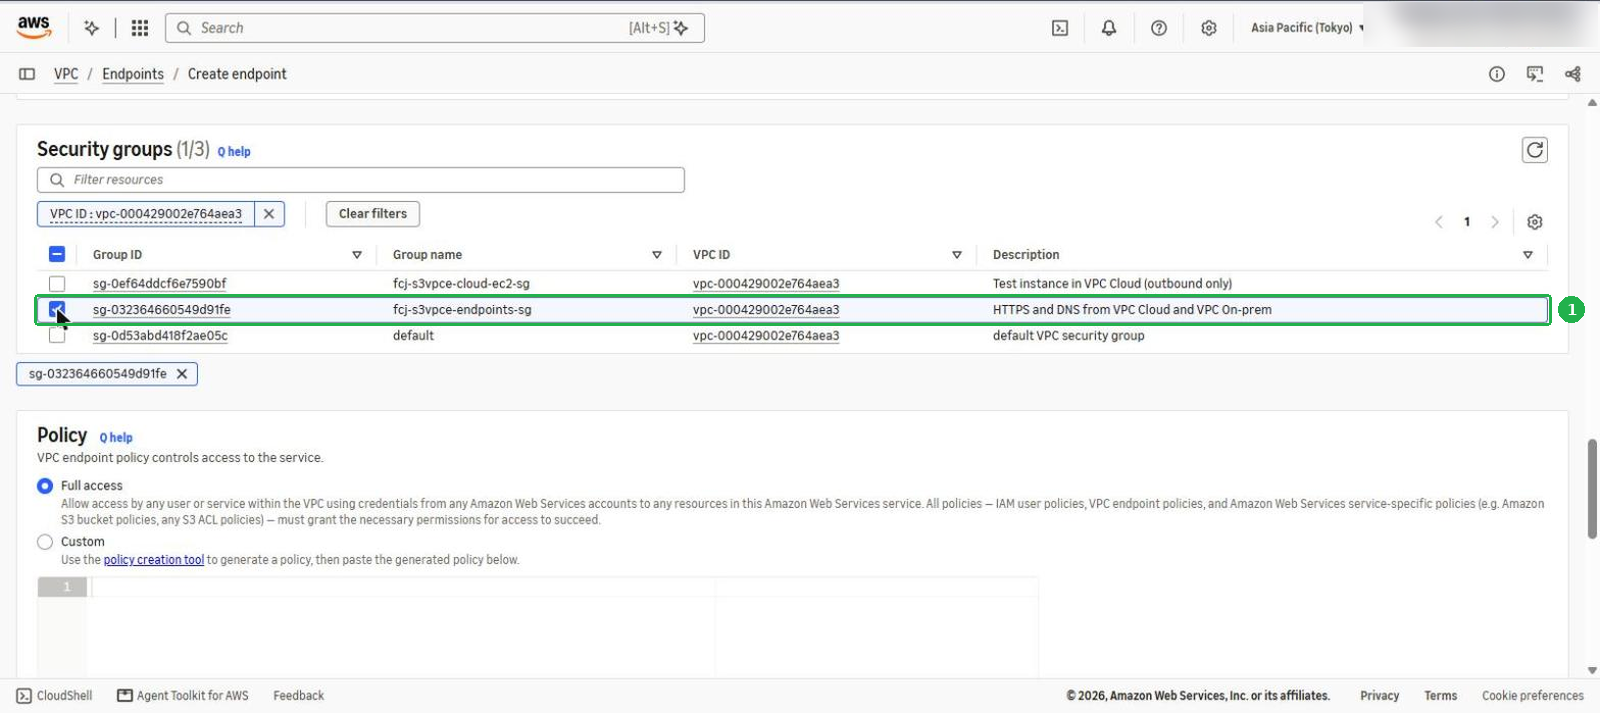 aws
Search [Alt+S]
Asia Pacific (Tokyo)
VPC / Endpoints / Create endpoint
Security groups (1/3) Q help
Filter resources
VPC ID : vpc-000429002e764aea3
Clear filters
1
Group ID Group name VPC ID Description
sg-0ef64ddcf6e7590bf fcj-s3vpce-cloud-ec2-sg vpc-000429002e764aea3 Test instance in VPC Cloud (outbound only)
sg-032364660549d91fe fcj-s3vpce-endpoints-sg vpc-000429002e764aea3 HTTPS and DNS from VPC Cloud and VPC On-prem 1
sg-0d53abd418f2ae05c default vpc-000429002e764aea3 default VPC security group
sg-032364660549d91fe
Policy Q help
VPC endpoint policy controls access to the service.
Full access
Allow access by any user or service within the VPC using credentials from any Amazon Web Services accounts to any resources in this Amazon Web Services service. All policies — IAM user policies, VPC endpoint policies, and Amazon Web Services service-specific policies (e.g. Amazon
S3 bucket policies, any S3 ACL policies) — must grant the necessary permissions for access to succeed.
Custom
Use the policy creation tool to generate a policy, then paste the generated policy below.
1
CloudShell Agent Toolkit for AWS Feedback © 2026, Amazon Web Services, Inc. or its affiliates. Privacy Terms Cookie preferences